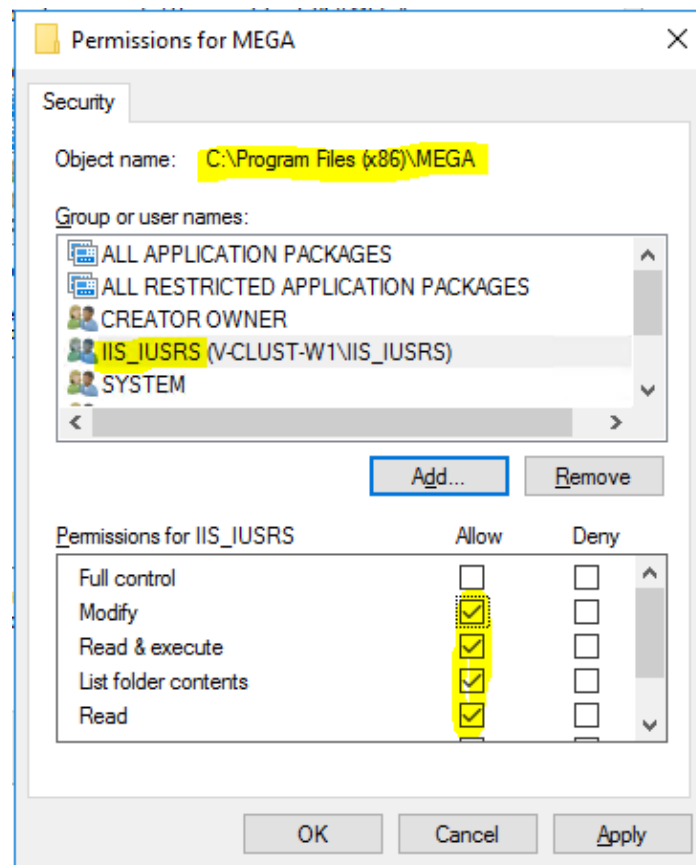 Permissions for MEGA
Security
Object name: C:\Program Files (x86)\MEGA
Group or user names:
ALL APPLICATION PACKAGES
ALL RESTRICTED APPLICATION PACKAGES
CREATOR OWNER
IIS_IUSRS (V-CLUST-W1\IIS_IUSRS)
SYSTEM
Add... Remove
Permissions for IIS_IUSRS Allow Deny
Full control
Modify
Read & execute
List folder contents
Read
OK Cancel Apply